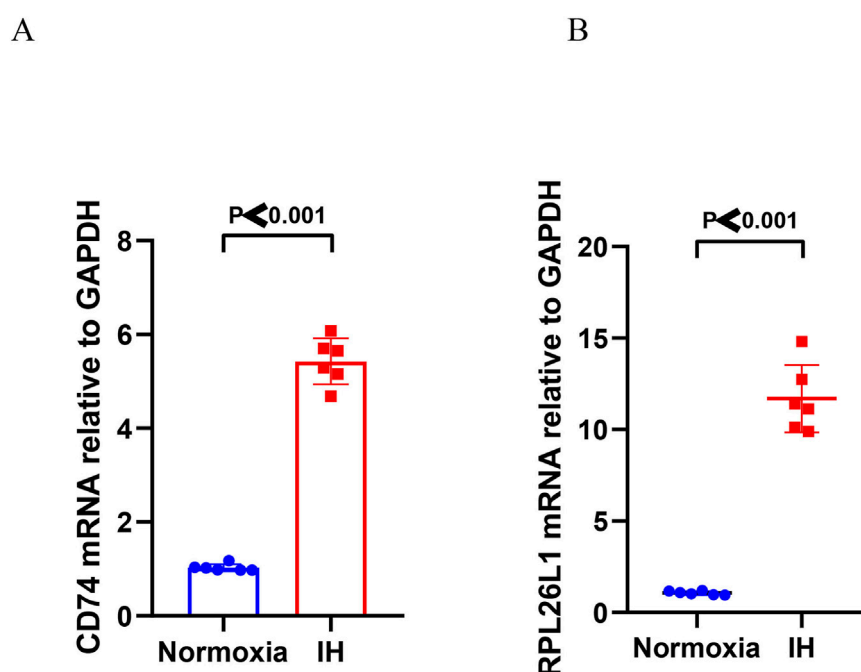 A
B
CD74 mRNA relative to GAPDH
P<0.001
8
6
4
2
0
Normoxia IH
RPL26L1 mRNA relative to GAPDH
P<0.001
20
15
10
5
0
Normoxia IH